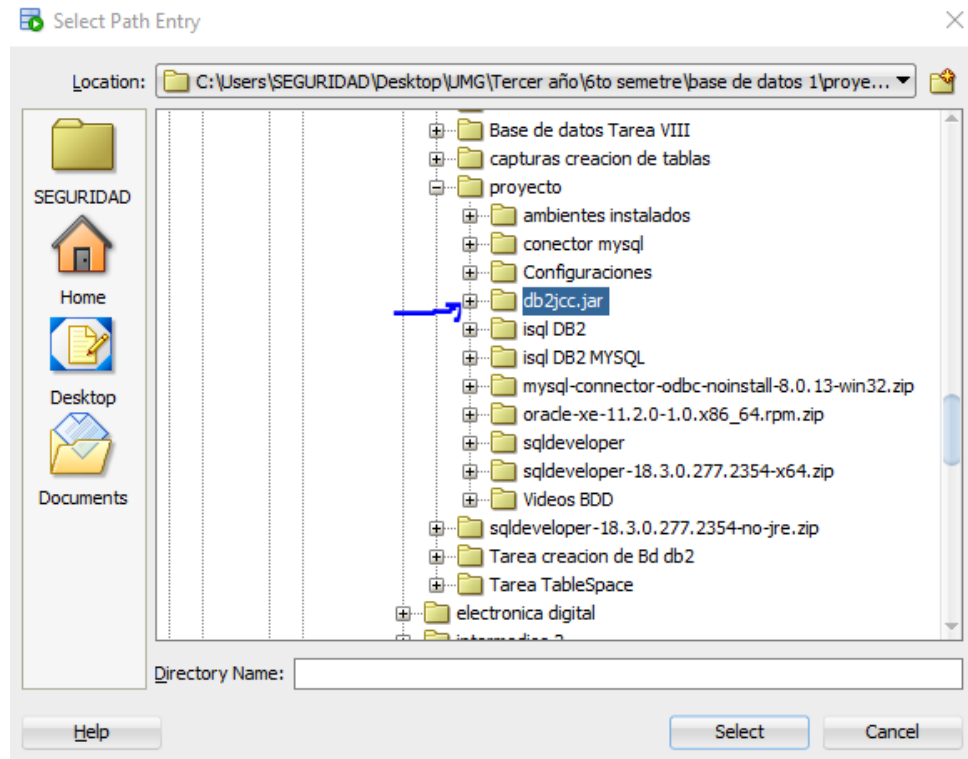 Select Path Entry
Location: C:\Users\SEGURIDAD\Desktop\UMG\Tercer año\6to semetre\base de datos 1\proye...
SEGURIDAD
Home
Desktop
Documents
Base de datos Tarea VIII
capturas creacion de tablas
proyecto
ambientes instalados
conector mysql
Configuraciones
db2jcc.jar
isql DB2
isql DB2 MYSQL
mysql-connector-odbc-noinstall-8.0.13-win32.zip
oracle-xe-11.2.0-1.0.x86_64.rpm.zip
sqldeveloper
sqldeveloper-18.3.0.277.2354-x64.zip
Videos BDD
sqldeveloper-18.3.0.277.2354-no-jre.zip
Tarea creacion de Bd db2
Tarea TableSpace
electronica digital
Directory Name:
Help
Select
Cancel